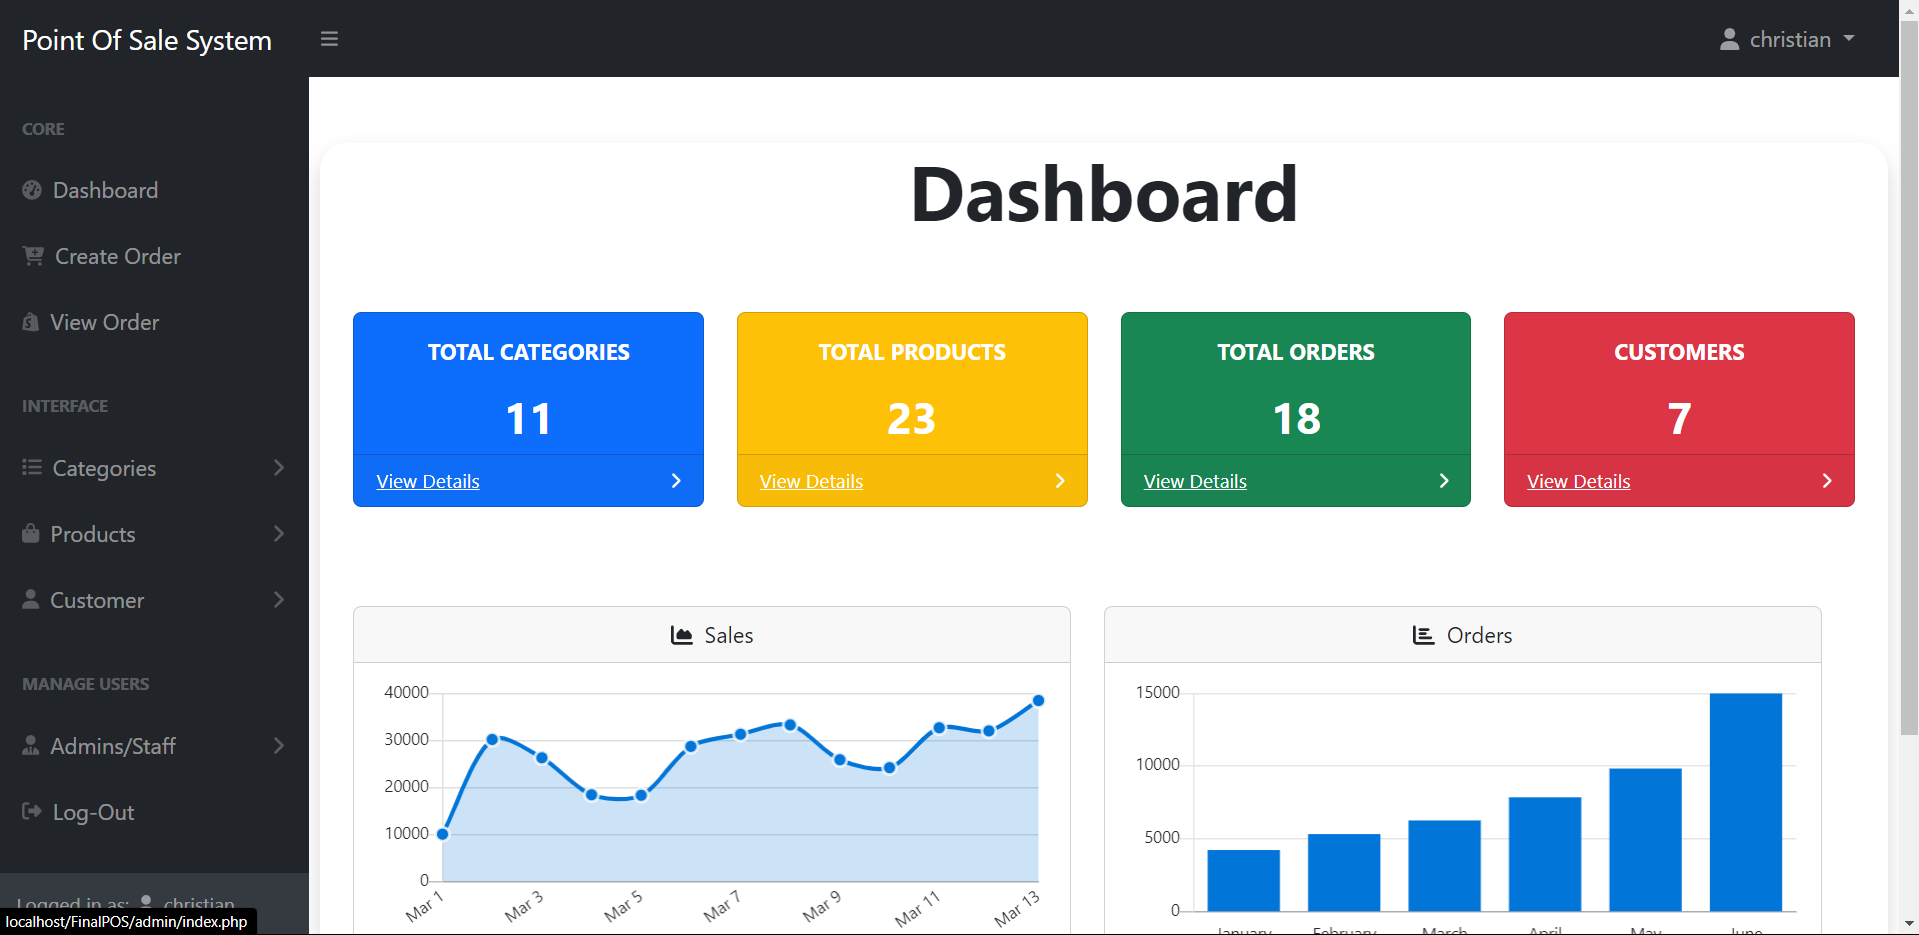 Point Of Sale System
christian
CORE
Dashboard
Create Order
View Order
INTERFACE
Categories
Products
Customer
MANAGE USERS
Admins/Staff
Log-Out
Logged in as: christian
localhost/FinalPOS/admin/index.php
Dashboard
TOTAL CATEGORIES
11
View Details
TOTAL PRODUCTS
23
View Details
TOTAL ORDERS
18
View Details
CUSTOMERS
7
View Details
Sales
40000
30000
20000
10000
0
Mar 1
Mar 3
Mar 5
Mar 7
Mar 9
Mar 11
Mar 13
Orders
15000
10000
5000
0
January
February
March
April
May
June